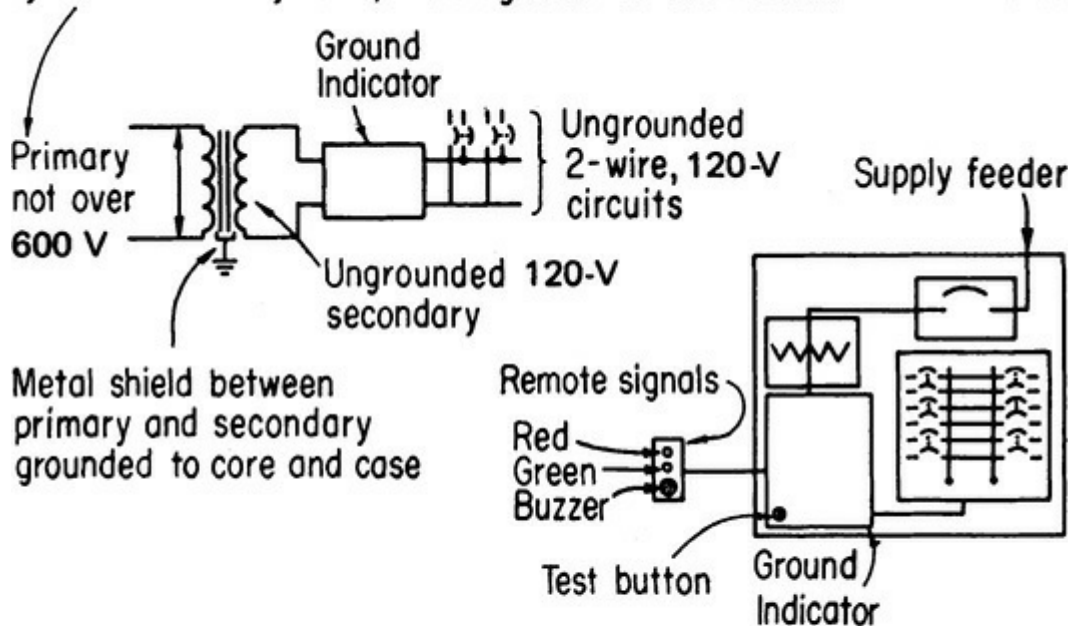 Ground
Indicator
Primary
not over
600 V
Ungrounded
2-wire, 120-V
circuits
Supply feeder
Ungrounded 120-V
secondary
Metal shield between
primary and secondary
grounded to core and case
Remote signals
Red
Green
Buzzer
Test button
Ground
Indicator